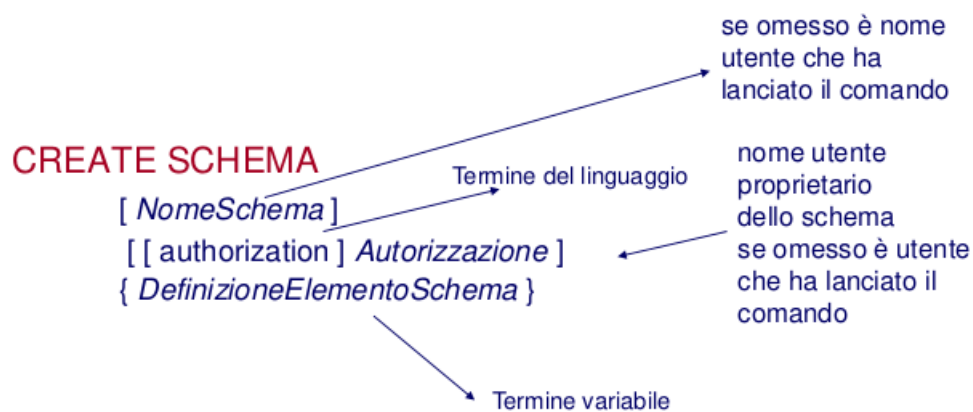 se omesso è nome
utente che ha
lanciato il comando
CREATE SCHEMA
[ NomeSchema ]
[ [ authorization ] Autorizzazione ]
{ DefinizioneElementoSchema }
Termine del linguaggio
nome utente
proprietario
dello schema
se omesso è utente
che ha lanciato il
comando
Termine variabile